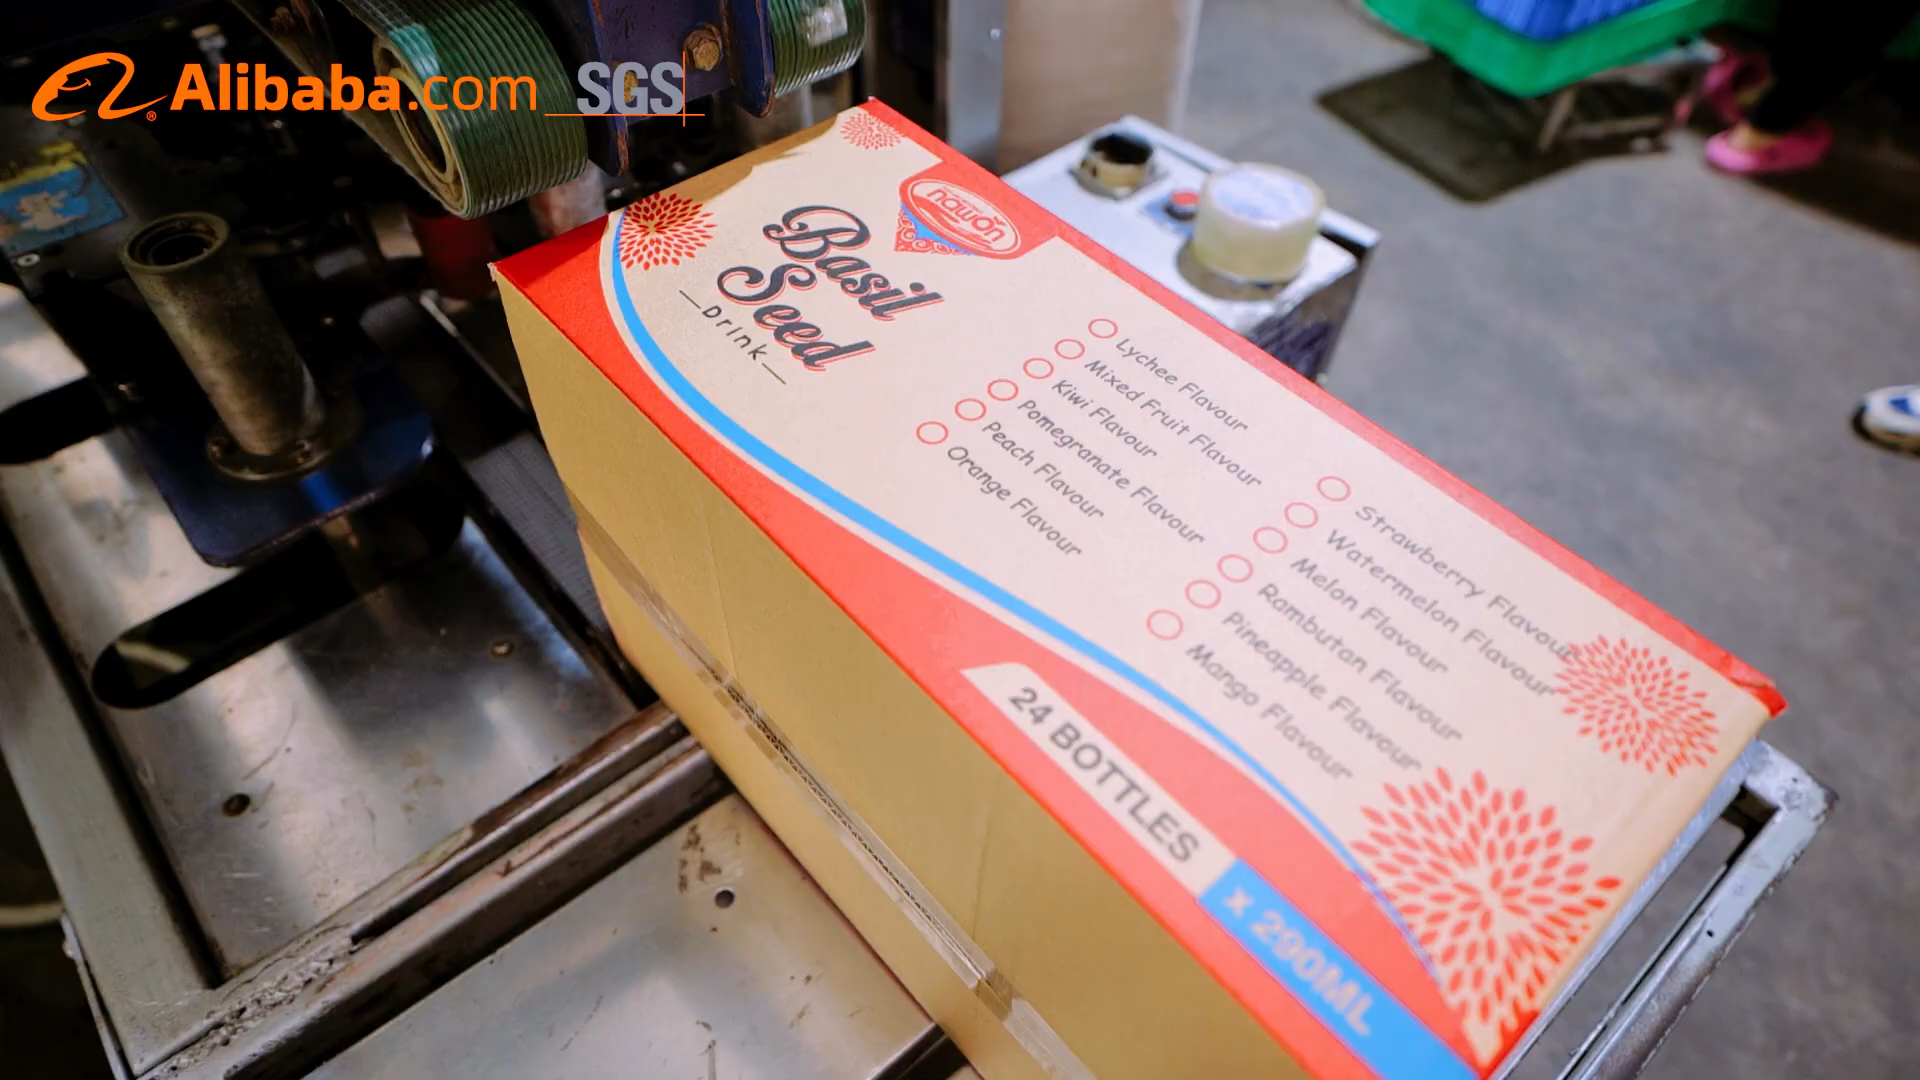 Alibaba.com SGS
nawon
Basil
Seed
Drink
Lychee Flavour
Mixed Fruit Flavour
Kiwi Flavour
Pomegranate Flavour
Peach Flavour
Orange Flavour
Strawberry Flavour
Watermelon Flavour
Melon Flavour
Rambutan Flavour
Pineapple Flavour
Mango Flavour
24 BOTTLES
x 290ML